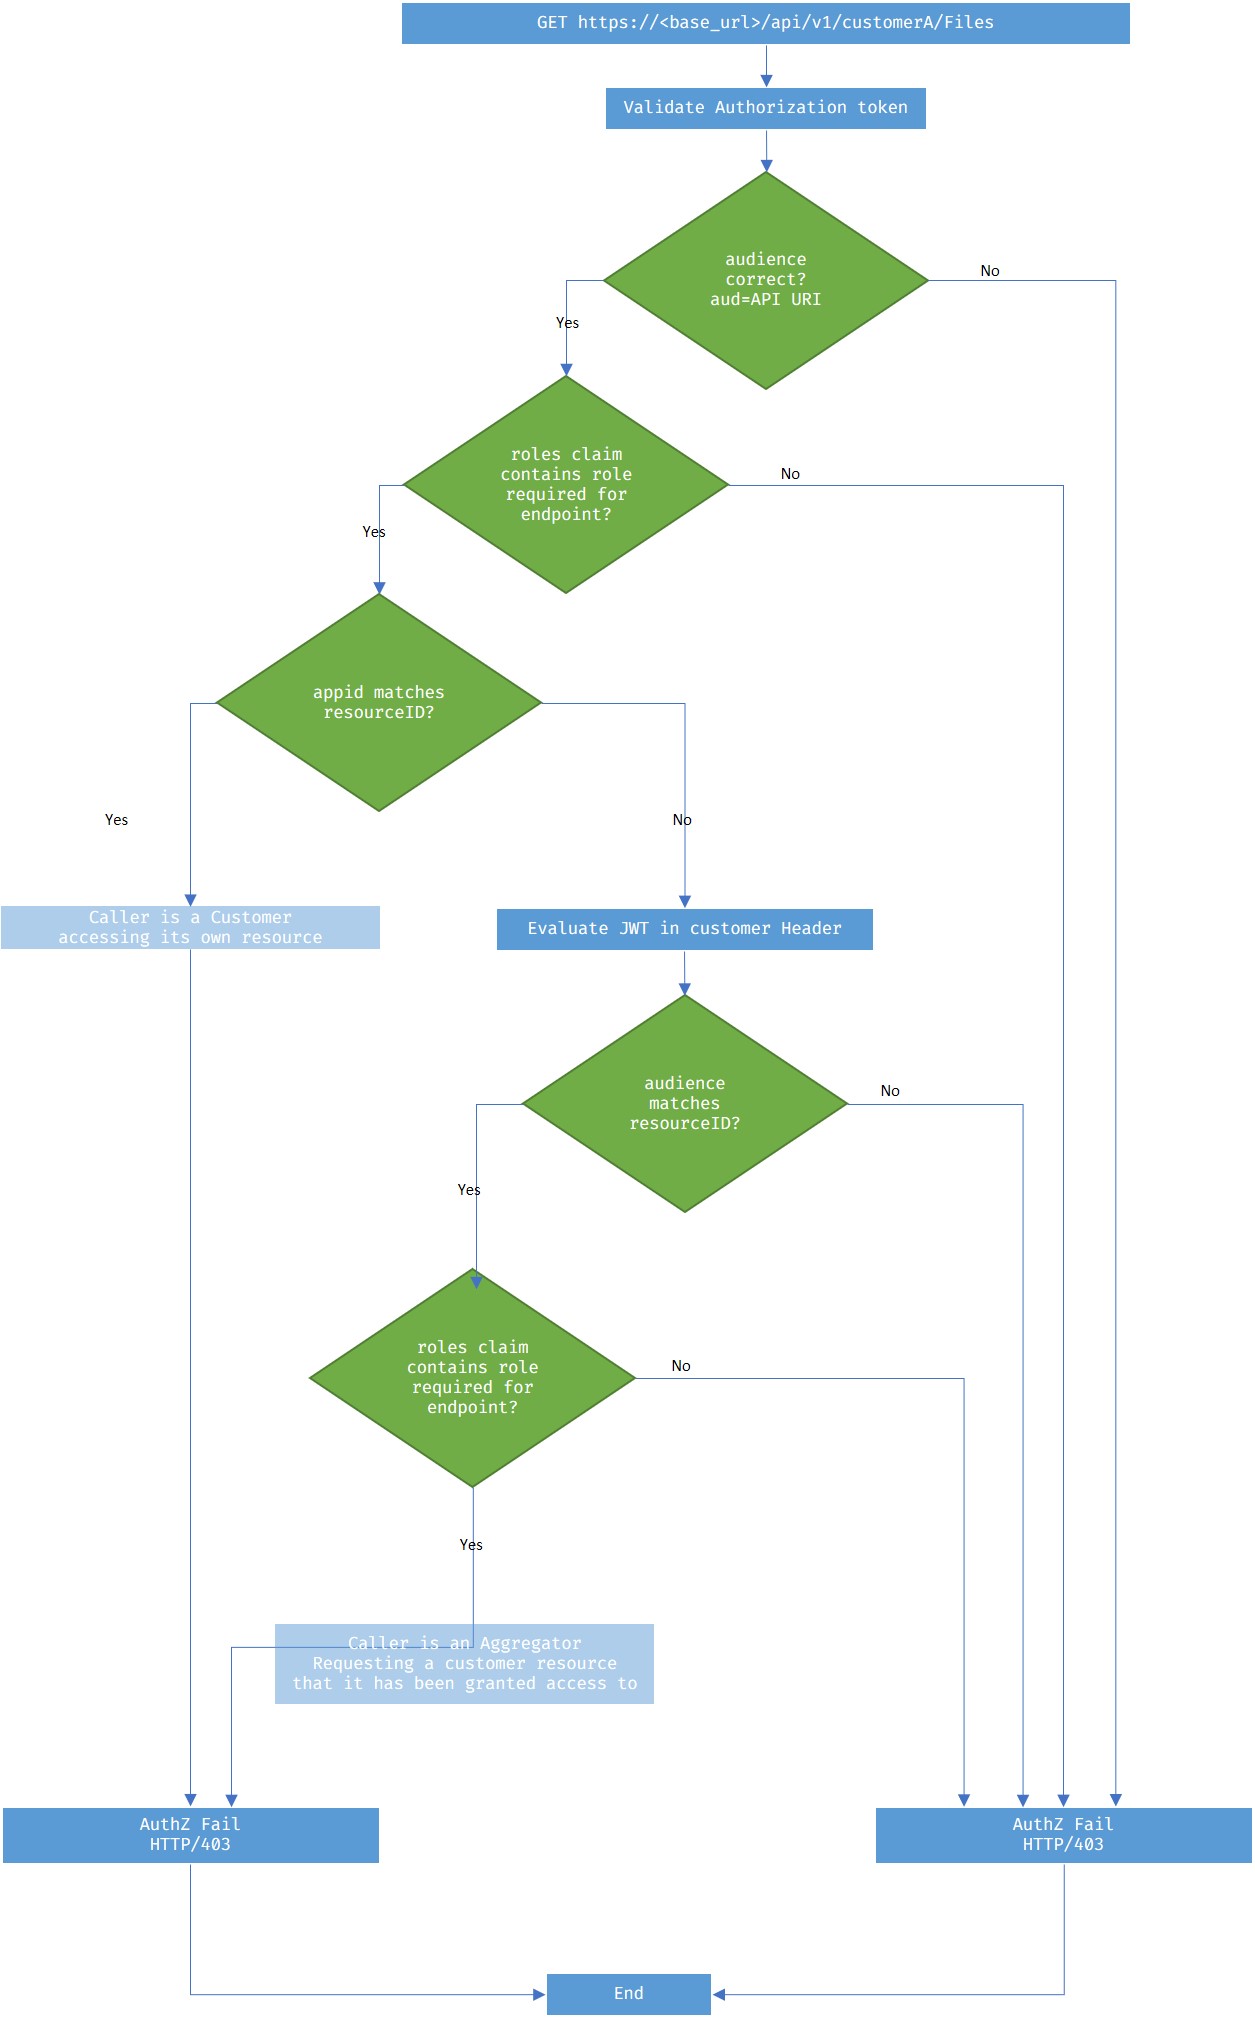 GET https://<base_url>/api/v1/customerA/Files
Validate Authorization token
audience
correct?
aud=API URI
No
Yes
roles claim
contains role
required for
endpoint?
No
Yes
appid matches
resourceID?
Yes
No
Caller is a Customer
accessing its own resource
Evaluate JWT in customer Header
audience
matches
resourceID?
No
Yes
roles claim
contains role
required for
endpoint?
No
Yes
Caller is an Aggregator
Requesting a customer resource
that it has been granted access to
AuthZ Fail
HTTP/403
AuthZ Fail
HTTP/403
End